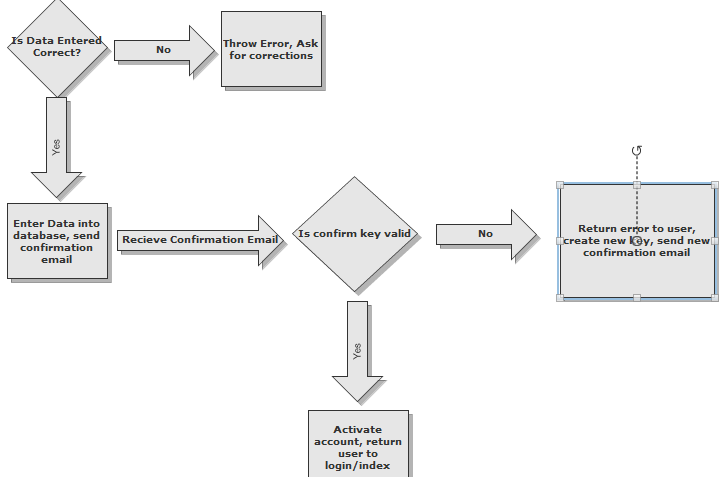 Is Data Entered
Correct?
No
Throw Error, Ask
for corrections
Yes
Enter Data into
database, send
confirmation
email
Recieve Confirmation Email
Is confirm key valid
No
Return error to user,
create new key, send new
confirmation email
Yes
Activate
account, return
user to
login/index